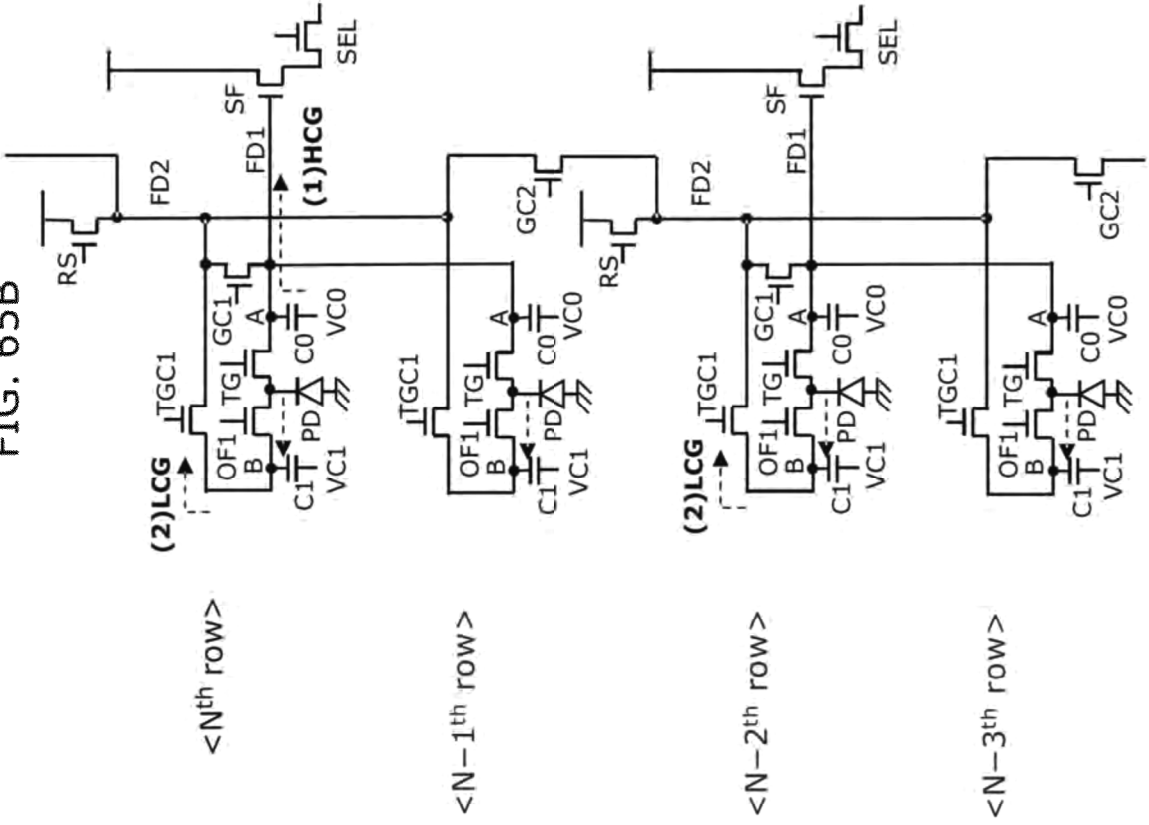 FIG. 65B
<Nth row>
(2)LCG
TGC1
RS
FD2
GC1
OF1
TG
A
B
C1
VC1
PD
C0
VC0
FD1
(1)HCG
SF
SEL
<N−1th row>
TGC1
OF1
TG
A
B
C1
VC1
PD
C0
VC0
GC2
<N−2th row>
(2)LCG
TGC1
RS
FD2
GC1
OF1
TG
A
B
C1
VC1
PD
C0
VC0
FD1
SF
SEL
<N−3th row>
TGC1
OF1
TG
A
B
C1
VC1
PD
C0
VC0
GC2